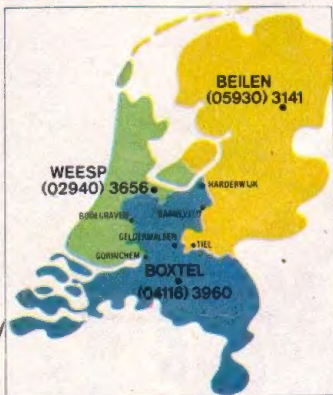 BEILEN
(05930) 3141
WEESP
(02940) 3656
HARDERWIJK
BODEGRAVEN
BARNEVELD
GELDERMALSEN
TIEL
GORINCHEM
BOXTEL
(04116) 3960